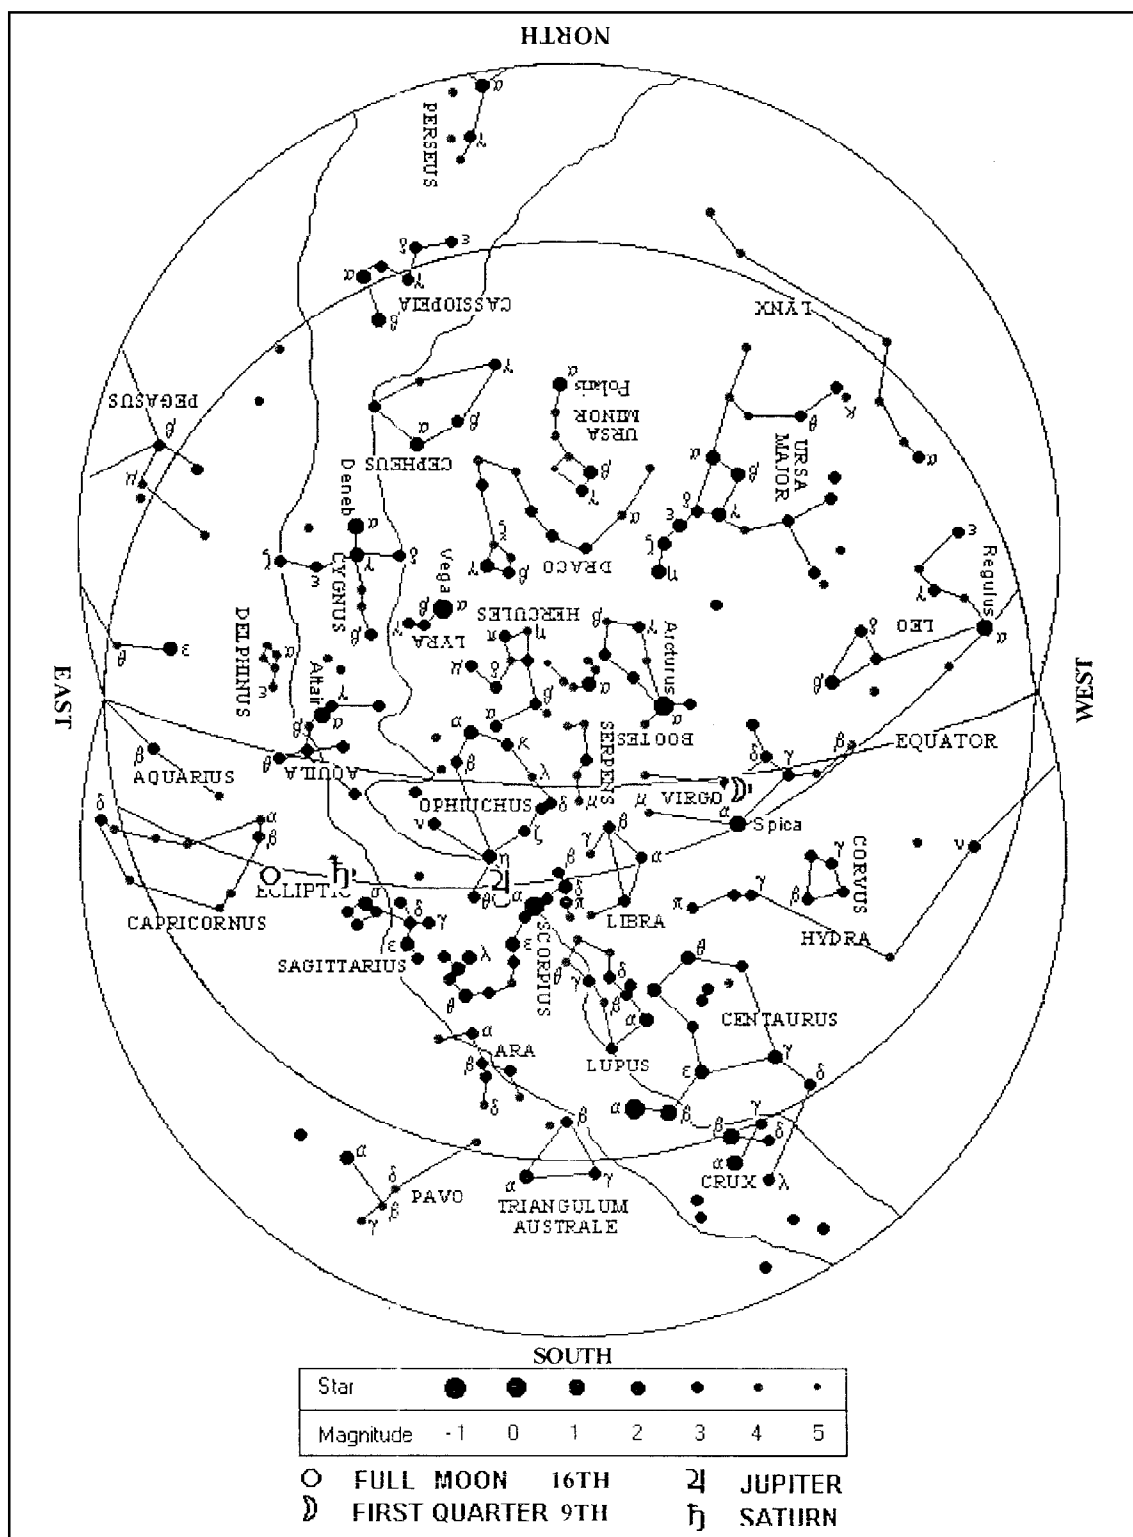 NORTH
α
PERSEUS
γ
δ ε
α
γ
CASSIOPEIA
β
LYNX
γ
α
Polaris
PEGASUS
β
URSA
MINOR
α β
CEPHEUS
κ
θ
URSA
MAJOR
α
β
α
μ
Deneb
α
β
γ
δ γ
α
ε
ζ
η
DRACO
ζ ε γ δ
CYGNUS
ξ
γ β
Vega
α
β γ
LYRA
β
ε
Regulus
γ
LEO
α
δ
β
HERCULES
π η
μ δ
β
α
β γ
Arcturus
α
BOOTES
α
DELPHINUS
α
ε
θ ε
EAST
WEST
Altair
γ
α
β
θ
AQUILA
β
AQUARIUS
α
κ
β
λ
OPHIUCHUS
δ
ν
ζ
η
θ
SERPENS
μ
δ γ β
EQUATOR
VIRGO
μ
α
Spica
δ α
β
CAPRICORNUS
ECLIPTIC
γ β
α
LIBRA
β
δ
π
α
SCORPIUS
ε
λ
θ
σ
δ γ
ε
SAGITTARIUS
γ
β
CORVUS
ν
π γ
HYDRA
θ
CENTAURUS
γ
ε
δ
α β
θ γ δ
β
α
LUPUS
α
ARA
β
δ
β
γ
β δ
α
CRUX
λ
α
δ
β
γ
PAVO
β
α γ
TRIANGULUM
AUSTRALE
SOUTH
Star
Magnitude -1 0 1 2 3 4 5
FULL MOON 16TH ♃ JUPITER
FIRST QUARTER 9TH ♄ SATURN